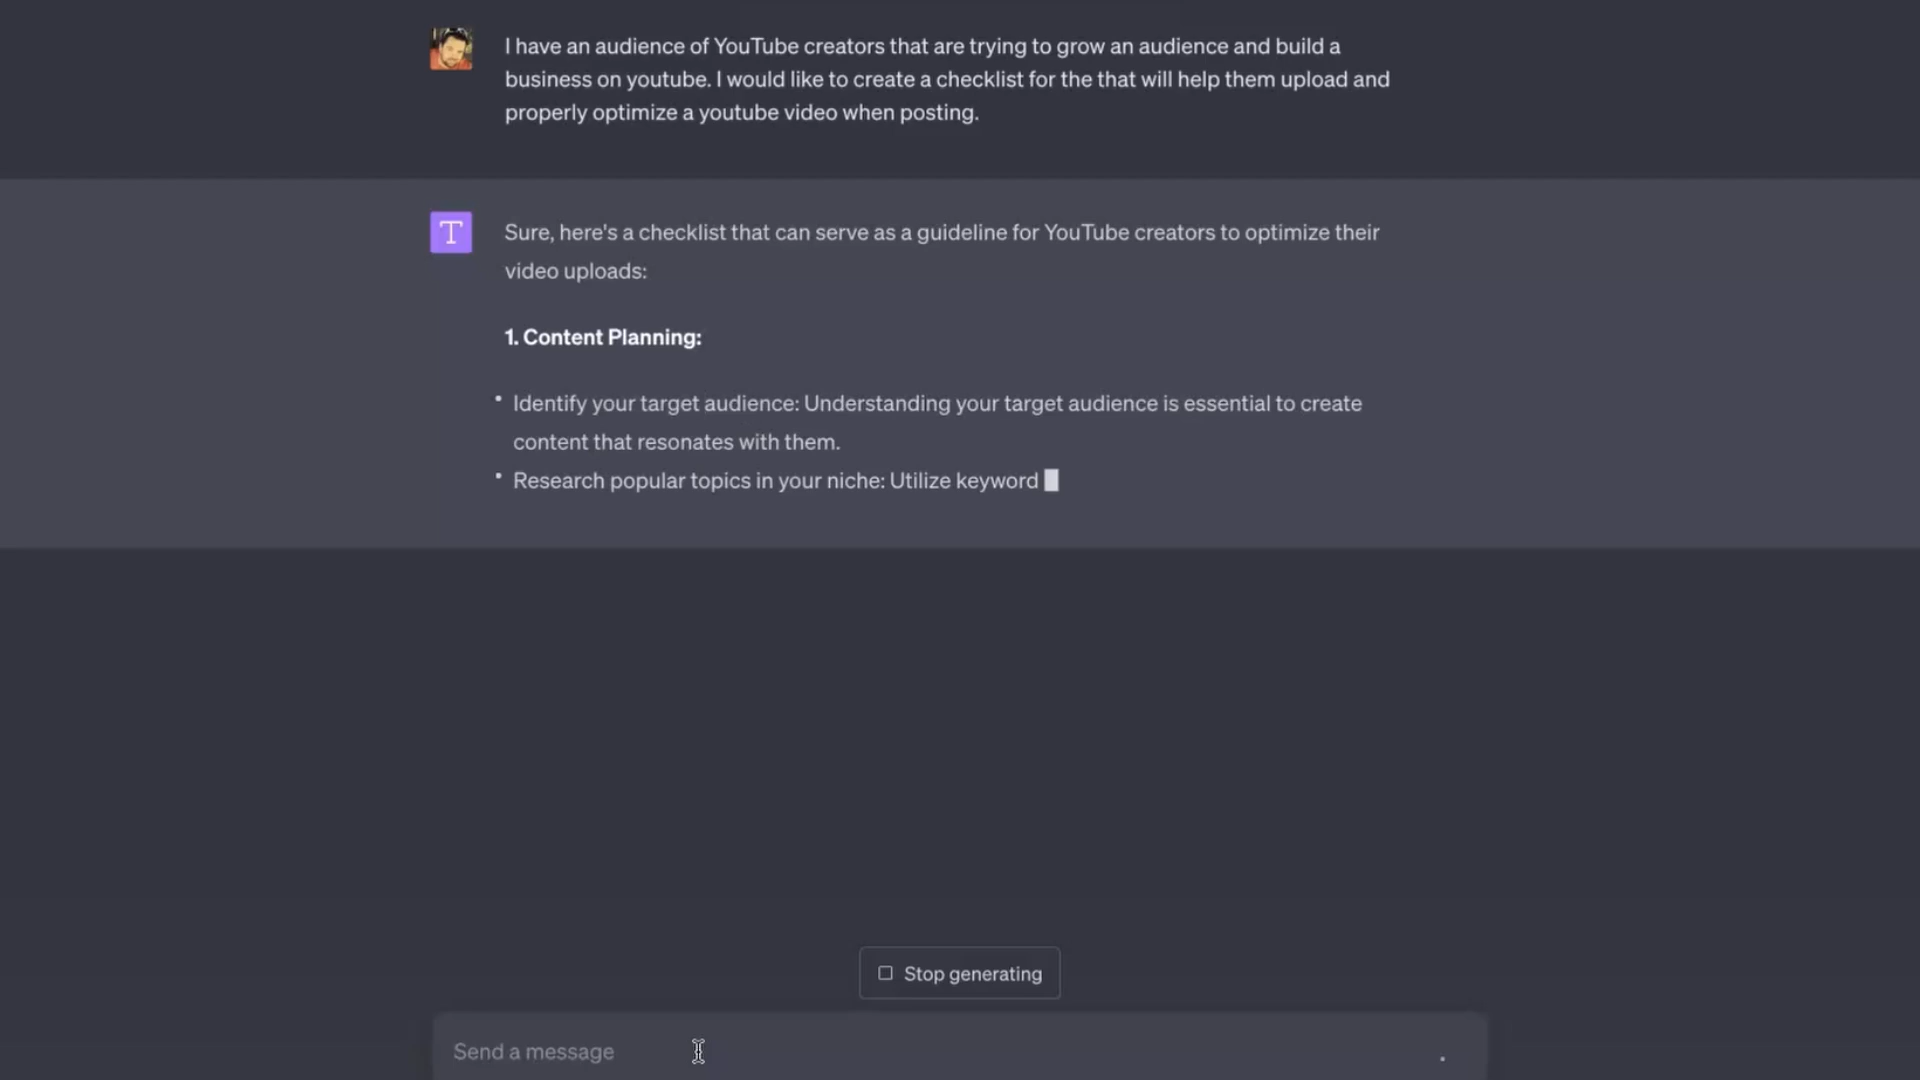 I have an audience of YouTube creators that are trying to grow an audience and build a
business on youtube. I would like to create a checklist for the that will help them upload and
properly optimize a youtube video when posting.
T
Sure, here's a checklist that can serve as a guideline for YouTube creators to optimize their
video uploads:
1. Content Planning:
• Identify your target audience: Understanding your target audience is essential to create
content that resonates with them.
• Research popular topics in your niche: Utilize keyword
Stop generating
Send a message